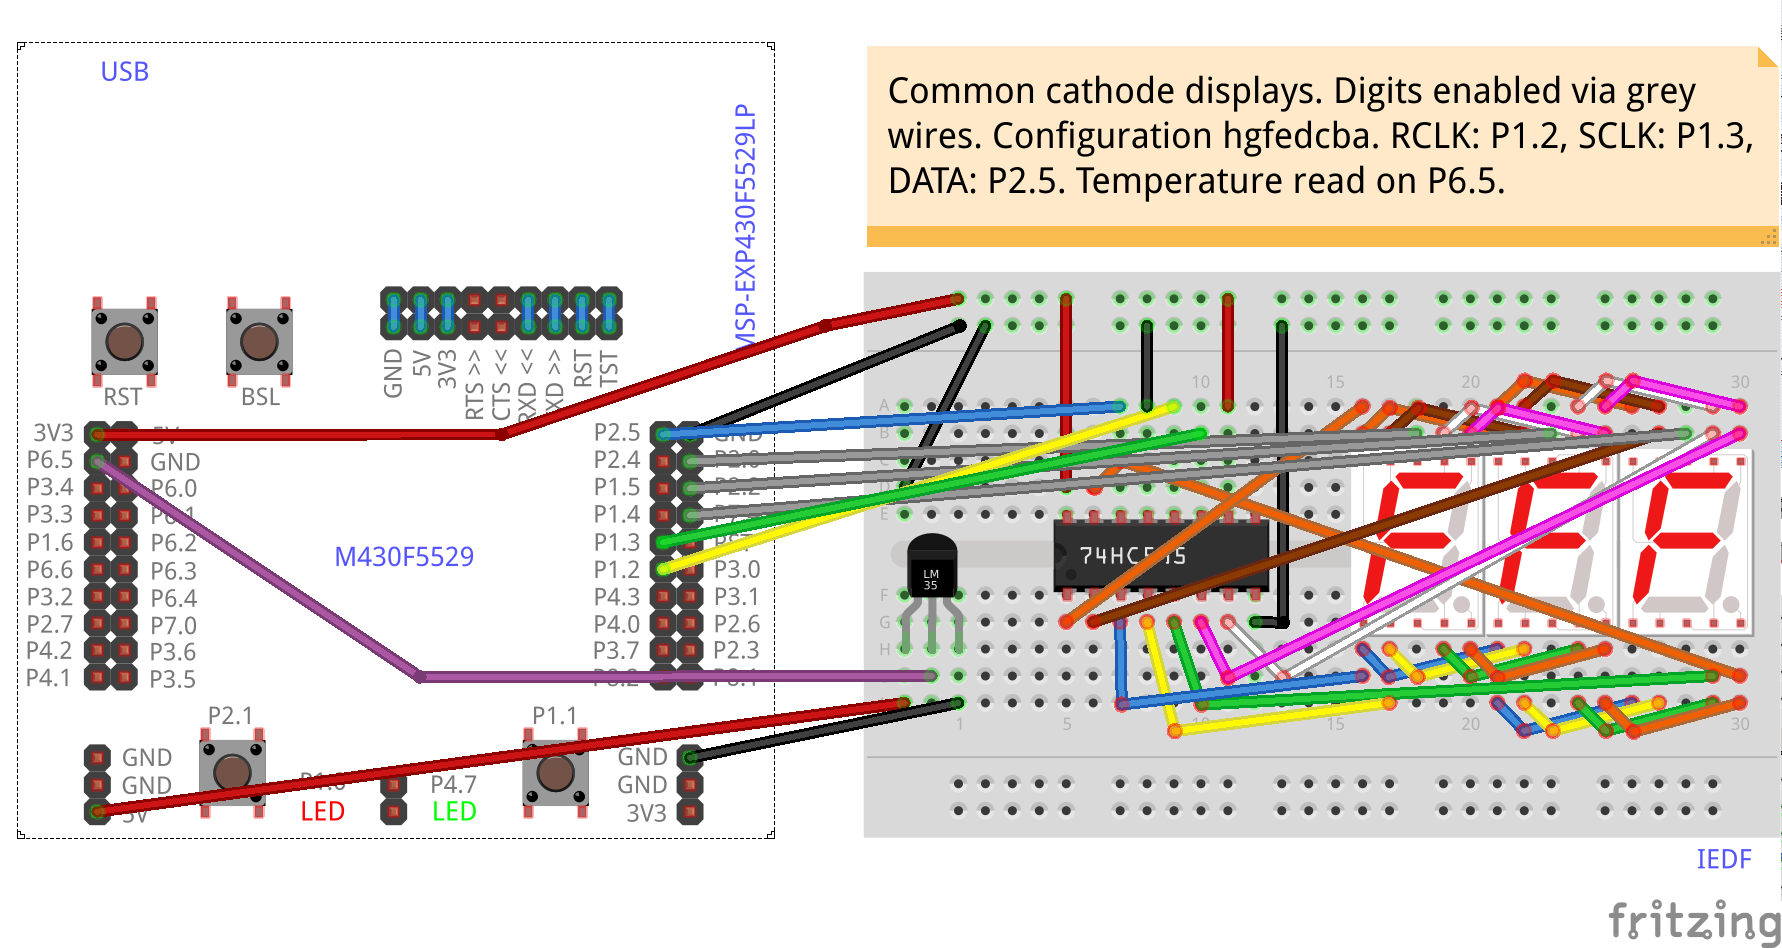 USB
Common cathode displays. Digits enabled via grey
wires. Configuration hgfedcba. RCLK: P1.2, SCLK: P1.3,
DATA: P2.5. Temperature read on P6.5.
MSP-EXP430F5529LP
RST
BSL
GND 5V 3V3 RTS >> CTS << RXD << TXD >> RST TST
3V3 5V
P6.5 GND
P3.4 P6.0
P3.3 P6.1
P1.6 P6.2
P6.6 P6.3
P3.2 P6.4
P2.7 P7.0
P4.2 P3.6
P4.1 P3.5
M430F5529
P2.5 GND
P2.4 P2.0
P1.5 P2.2
P1.4
P1.3 RST
P1.2 P3.0
P4.3 P3.1
P4.0 P2.6
P3.7 P2.3
P8.2 P8.1
P2.1
P1.1
GND
GND
5V
P1.0
LED
P4.7
LED
GND
GND
3V3
10 15 20 30
A
B
C
D
E
F
G
H
74HC595
LM
35
1 5 15 20 30
IEDF
fritzing